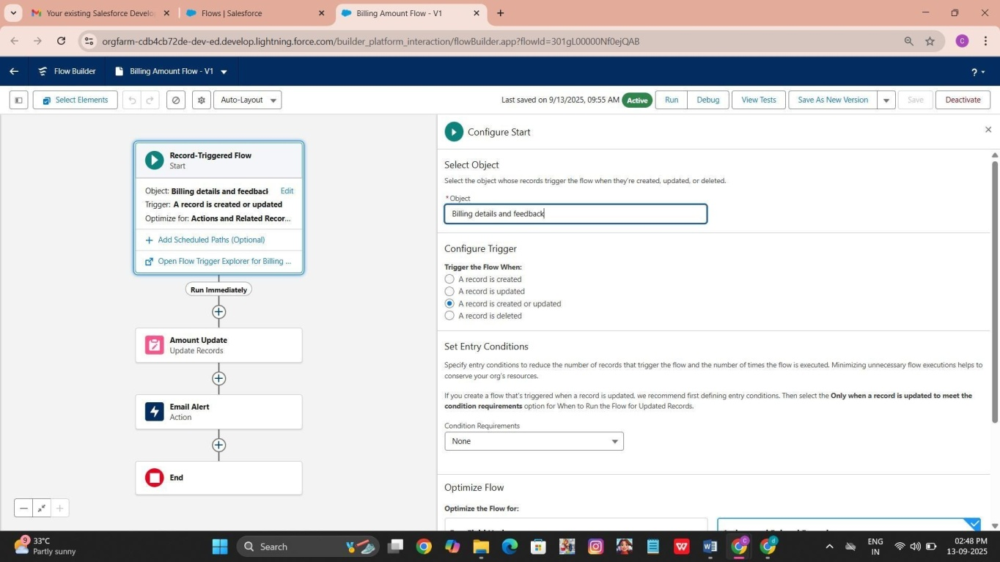 Your existing Salesforce Develo
Flows | Salesforce
Billing Amount Flow - V1
orgfarm-cdb4cb72de-dev-ed.develop.lightning.force.com/builder_platform_interaction/flowBuilder.app?flowId=301gL00000Nf0ejQAB
C
Flow Builder
Billing Amount Flow - V1
?
Select Elements
Auto-Layout
Last saved on 9/13/2025, 09:55 AM
Active
Run
Debug
View Tests
Save As New Version
Save
Deactivate
Record-Triggered Flow
Start
Object: Billing details and feedback
Edit
Trigger: A record is created or updated
Optimize for: Actions and Related Recor...
Add Scheduled Paths (Optional)
Open Flow Trigger Explorer for Billing ...
Run Immediately
Amount Update
Update Records
Email Alert
Action
End
Configure Start
Select Object
Select the object whose records trigger the flow when they're created, updated, or deleted.
* Object
Billing details and feedback
Configure Trigger
Trigger the Flow When:
A record is created
A record is updated
A record is created or updated
A record is deleted
Set Entry Conditions
Specify entry conditions to reduce the number of records that trigger the flow and the number of times the flow is executed. Minimizing unnecessary flow executions helps to
conserve your org's resources.
If you create a flow that's triggered when a record is updated, we recommend first defining entry conditions. Then select the Only when a record is updated to meet the
condition requirements option for When to Run the Flow for Updated Records.
Condition Requirements
None
Optimize Flow
Optimize the Flow for:
9
33°C
Partly sunny
Search
ENG
IN
02:48 PM
13-09-2025